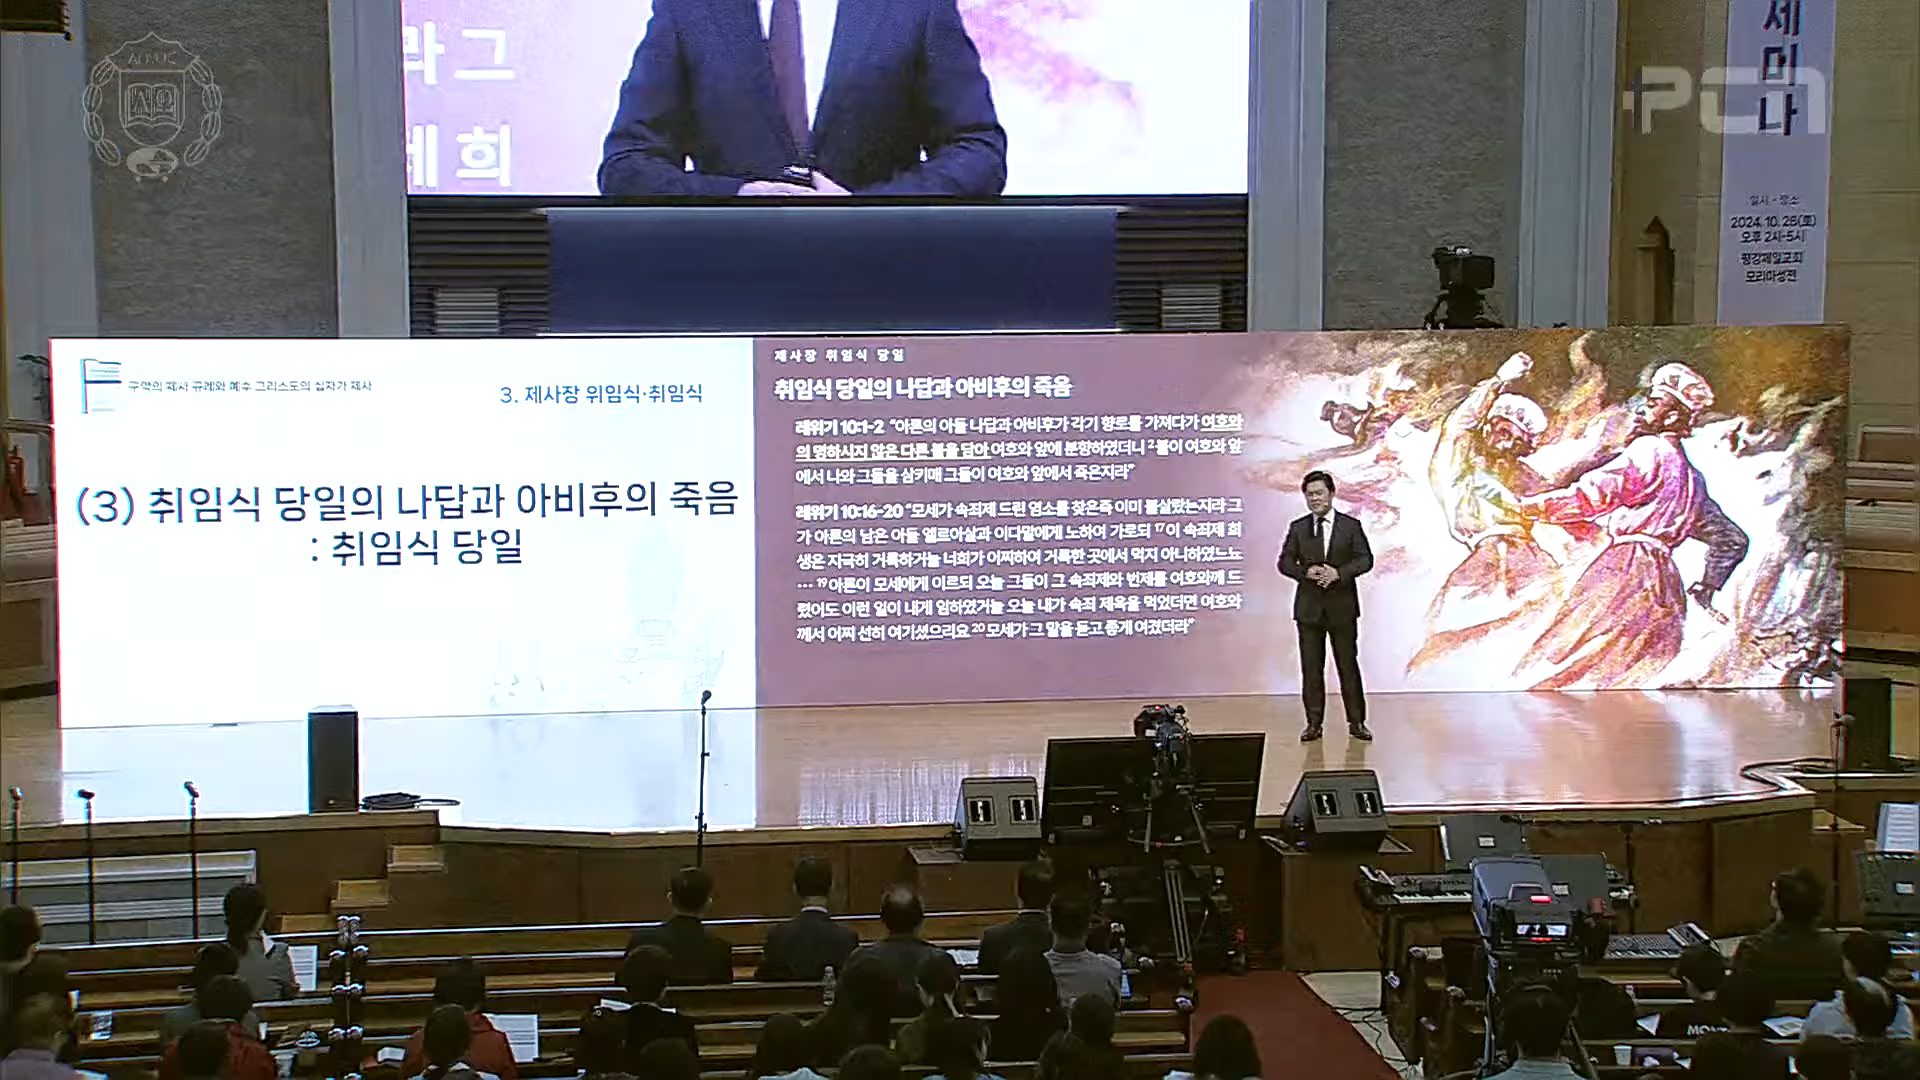 라그
레 희
세미나
PCN
일시 - 장소
2024. 10. 26(토)
오후 2시-5시
평강제일교회
모리아성전
구약의 제사 규례와 예수 그리스도의 십자가 제사
3. 제사장 위임식·취임식
(3) 취임식 당일의 나답과 아비후의 죽음
: 취임식 당일
제사장 취임식 당일
취임식 당일의 나답과 아비후의 죽음
레위기 10:1-2 “아론의 아들 나답과 아비후가 각기 향로를 가져다가 여호와
의 명하시지 않은 다른 불을 담아 여호와 앞에 분향하였더니 2 불이 여호와 앞
에서 나와 그들을 삼키매 그들이 여호와 앞에서 죽은지라”
레위기 10:16-20 “모세가 속죄제 드린 염소를 찾은즉 이미 불살랐는지라 그
가 아론의 남은 아들 엘르아살과 이다말에게 노하여 가로되 17 이 속죄제 희
생은 지극히 거룩하거늘 너희가 어찌하여 거룩한 곳에서 먹지 아니하였느뇨
… 19 아론이 모세에게 이르되 오늘 그들이 그 속죄제와 번제를 여호와께 드
렸어도 이런 일이 내게 임하였거늘 오늘 내가 속죄 제육을 먹었더면 여호와
께서 어찌 선히 여기셨으리요 20 모세가 그 말을 듣고 좋게 여겼더라”